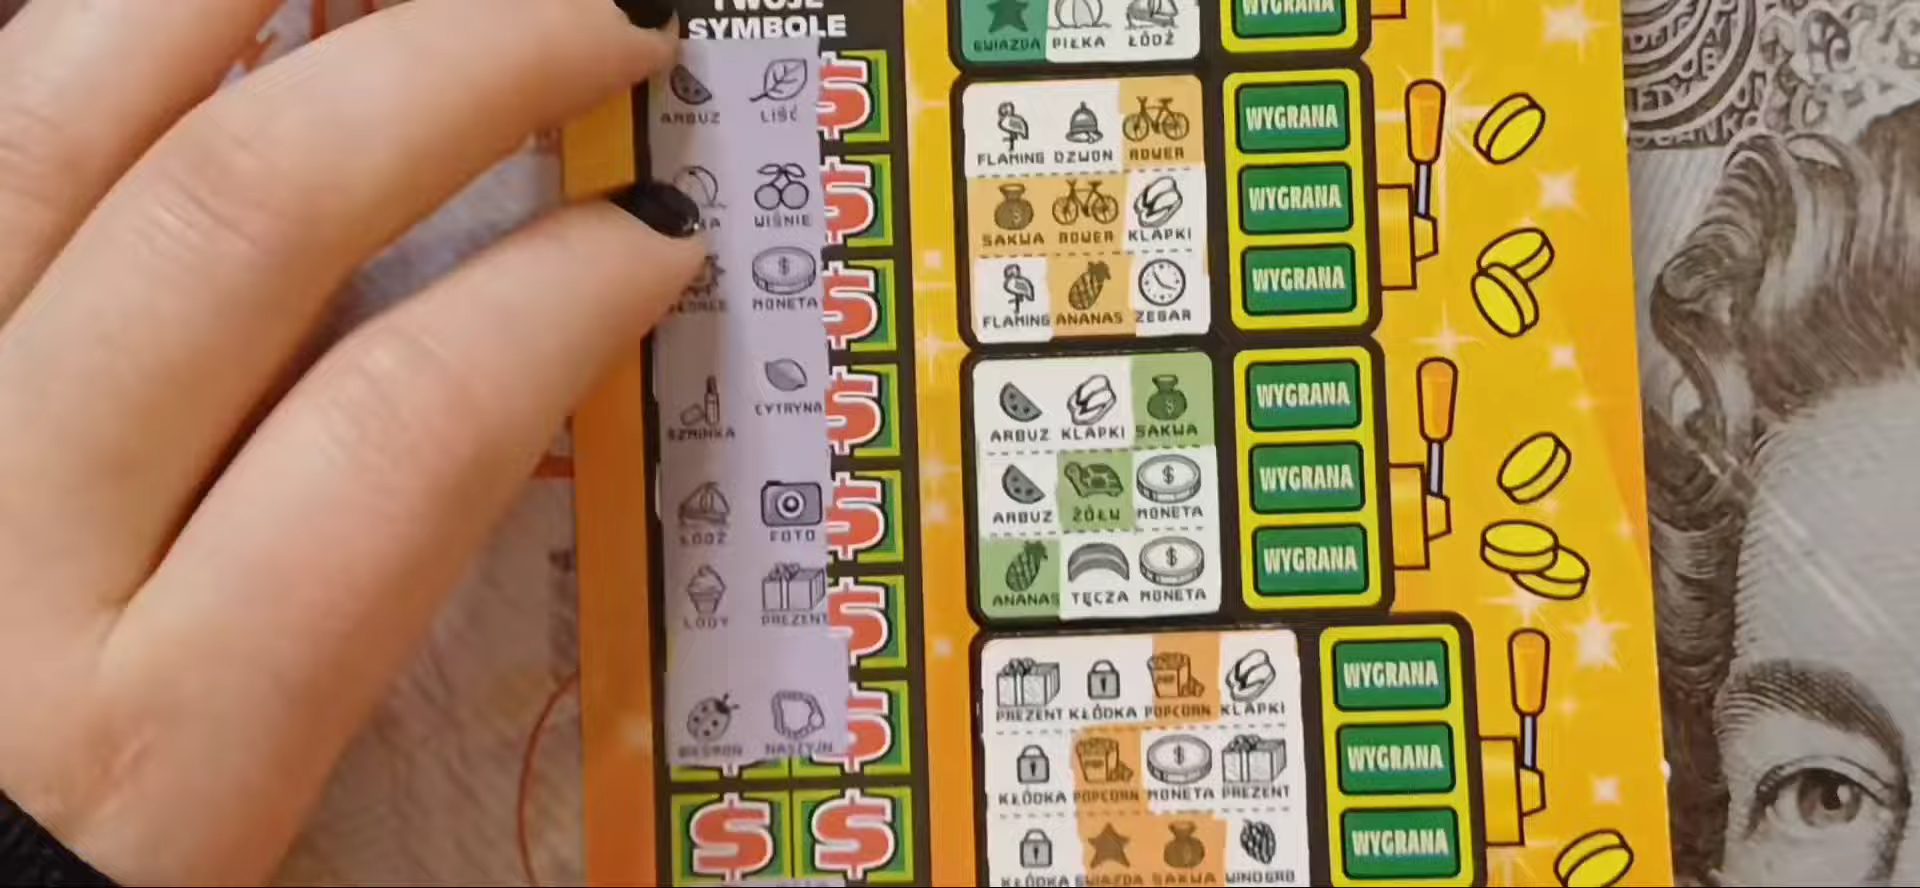 TWOJE
SYMBOLE
ARBUZ LIŚĆ
WIŚNIE
MONETA
SZMINKA CYTRYNA
ŁÓDŹ FOTO
LODY PREZENT
NASZYJN
GWIAZDA PIŁKA ŁÓDŹ
WYGRANA
FLAMING DZWON ROWER
WYGRANA
SAKWA ROWER KLAPKI
WYGRANA
FLAMING ANANAS ZEGAR
WYGRANA
ARBUZ KLAPKI SAKWA
WYGRANA
ARBUZ ŻÓŁW MONETA
WYGRANA
ANANAS TĘCZA MONETA
WYGRANA
PREZENT KŁÓDKA POPCORN KLAPKI
WYGRANA
KŁÓDKA POPCORN MONETA PREZENT
WYGRANA
KŁÓDKA GWIAZDA SAKWA WINOGRO
WYGRANA